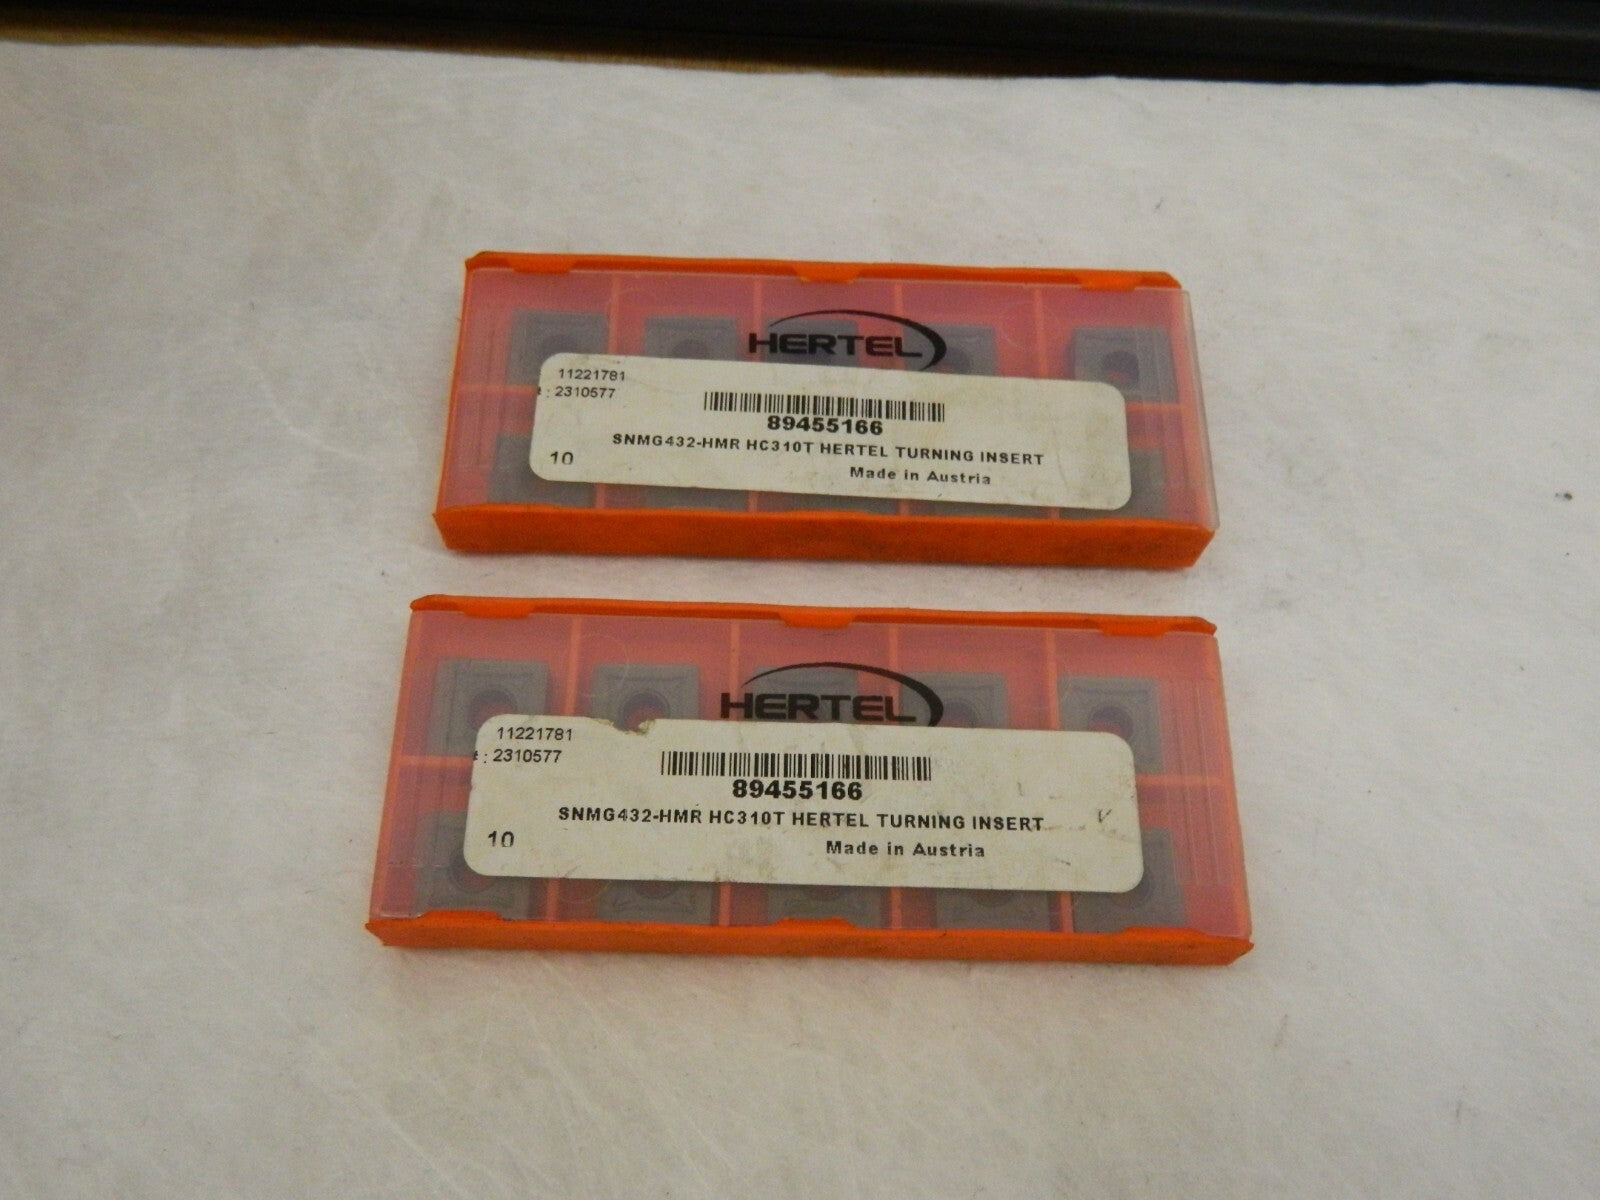 HERTEL
11221781
: 2310577
89455166
SNMG432-HMR HC310T HERTEL TURNING INSERT
10
Made in Austria
HERTEL
11221781
: 2310577
89455166
SNMG432-HMR HC310T HERTEL TURNING INSERT
10
Made in Austria